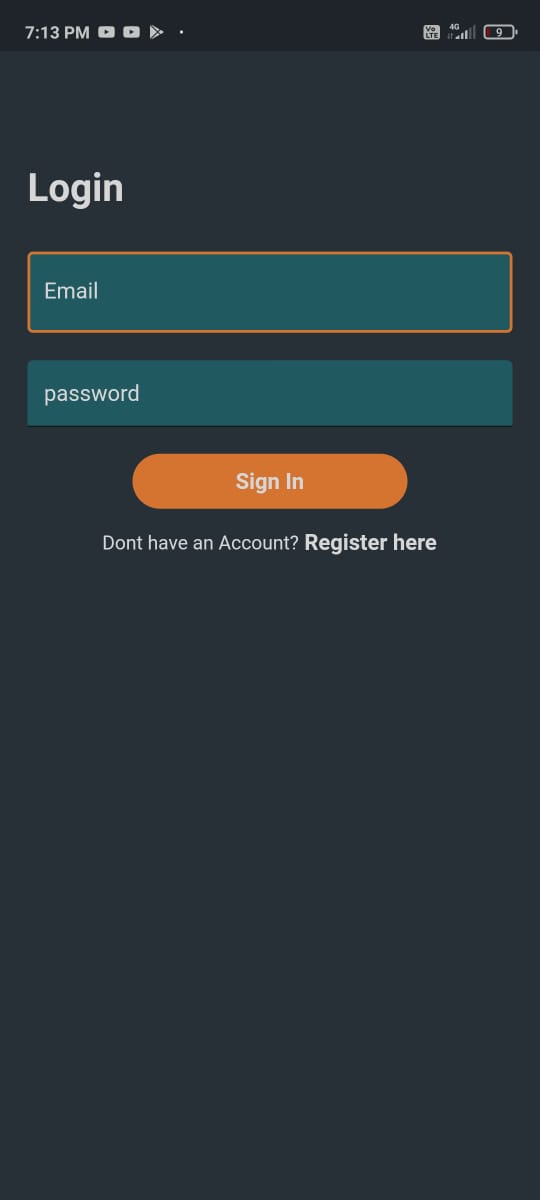 7:13 PM
Vo LTE 4G 9
Login
Email
password
Sign In
Dont have an Account? Register here